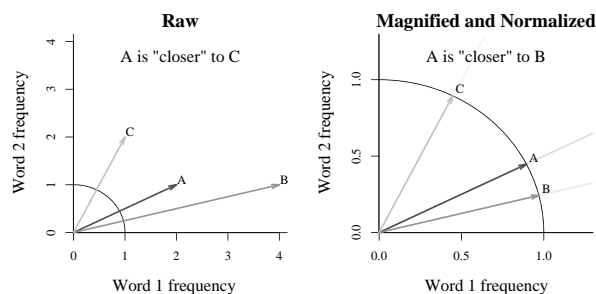 Raw
A is "closer" to C
4
3
2
1
0
Word 2 frequency
C
A
B
0 1 2 3 4
Word 1 frequency
Magnified and Normalized
A is "closer" to B
1.0
0.5
0.0
Word 2 frequency
C
A
B
0.0 0.5 1.0
Word 1 frequency